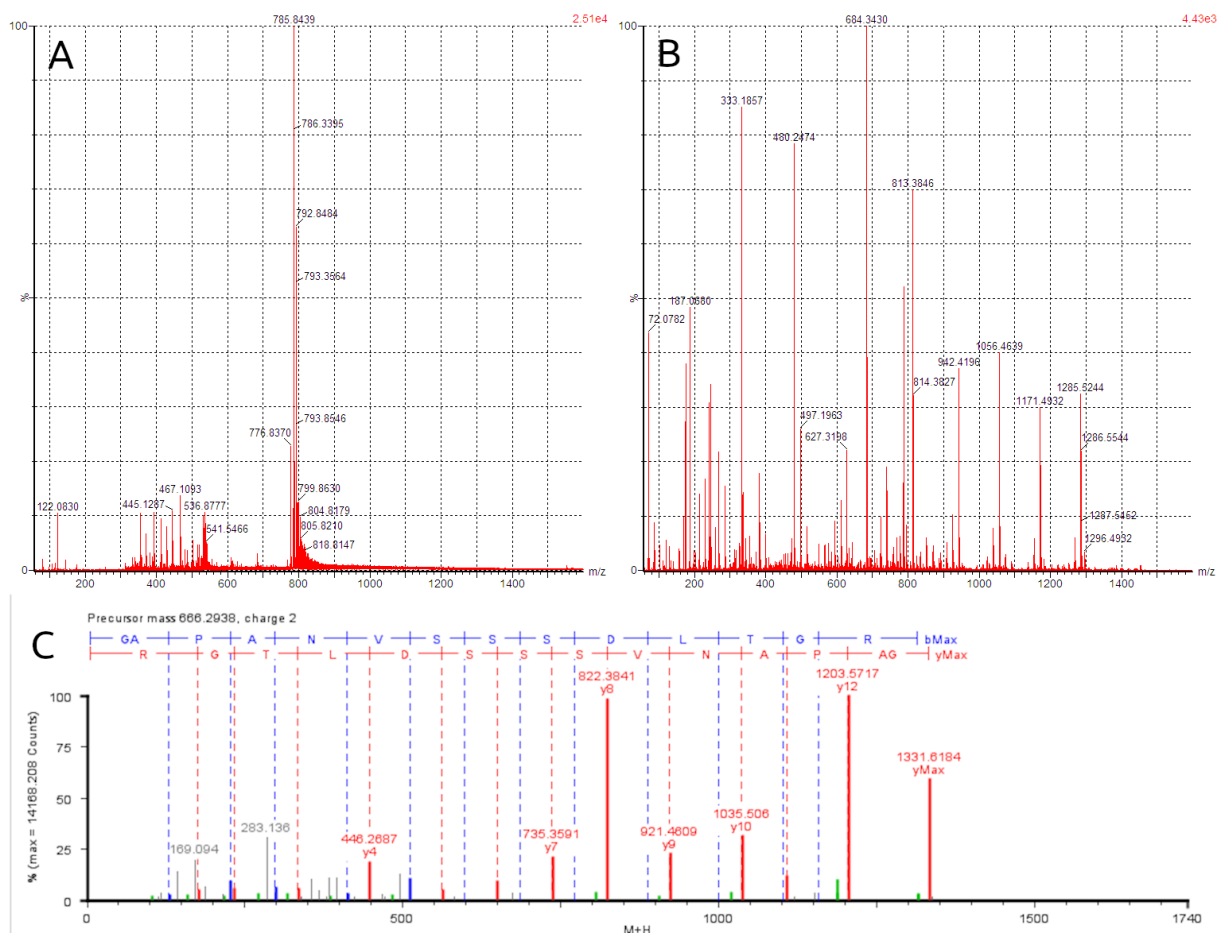 785.8439
2.51e4
100
A
786.3395
792.8484
793.3564
%
793.8546
776.8370
799.8630
467.1093
122.0830
445.1287
536.8777
804.8179
805.8210
541.5466
818.8147
0
m/z
200 400 600 800 1000 1200 1400
684.3430
4.43e3
100
B
333.1857
480.2474
813.3846
187.0680
72.0782
1056.4639
942.4196
814.3827
1285.5244
1171.4932
497.1963
627.3198
1286.5544
1287.5452
1296.4932
%
0
m/z
200 400 600 800 1000 1200 1400
Precursor mass 666.2938, charge 2
C
GA P A N V S S S D L T G R bMax
R G T L D S S S V N A P AG yMax
822.3841
y8
1203.5717
y12
1331.6184
yMax
1035.506
y10
735.3591
y7
921.4609
y9
446.2687
y4
283.136
169.094
100
75
50
25
0
% (max = 14168.208 Counts)
0 500 1000 1500 1740
M+H